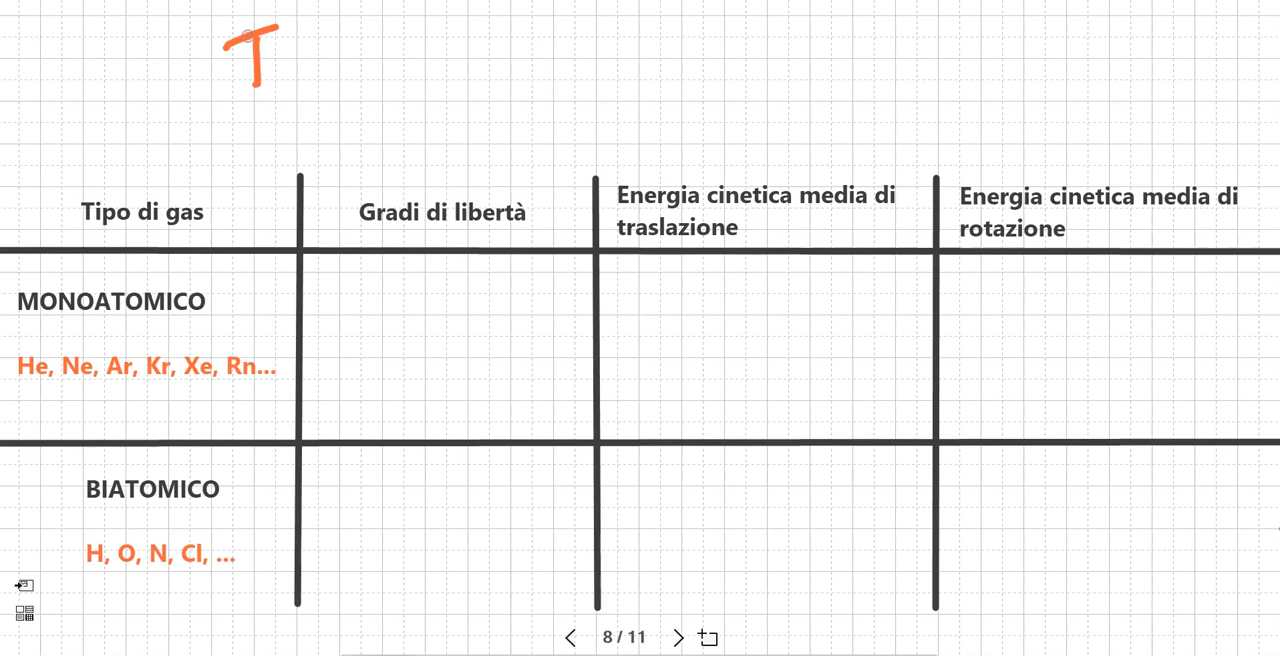 T
Tipo di gas
Gradi di libertà
Energia cinetica media di
traslazione
Energia cinetica media di
rotazione
MONOATOMICO
He, Ne, Ar, Kr, Xe, Rn...
BIATOMICO
H, O, N, Cl, ...
8 / 11